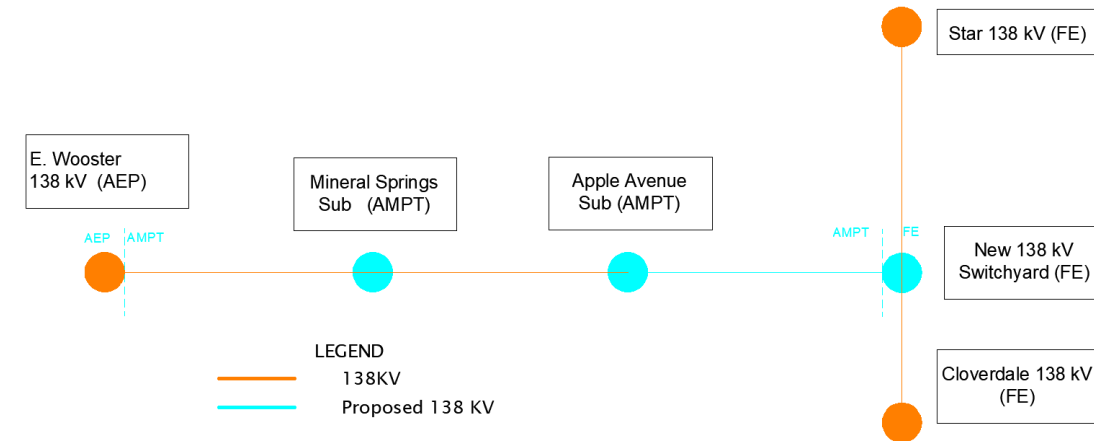 Star 138 kV (FE)
E. Wooster
138 kV (AEP)
Mineral Springs
Sub (AMPT)
Apple Avenue
Sub (AMPT)
AEP
AMPT
AMPT
FE
New 138 kV
Switchyard (FE)
LEGEND
138KV
Proposed 138 KV
Cloverdale 138 kV
(FE)